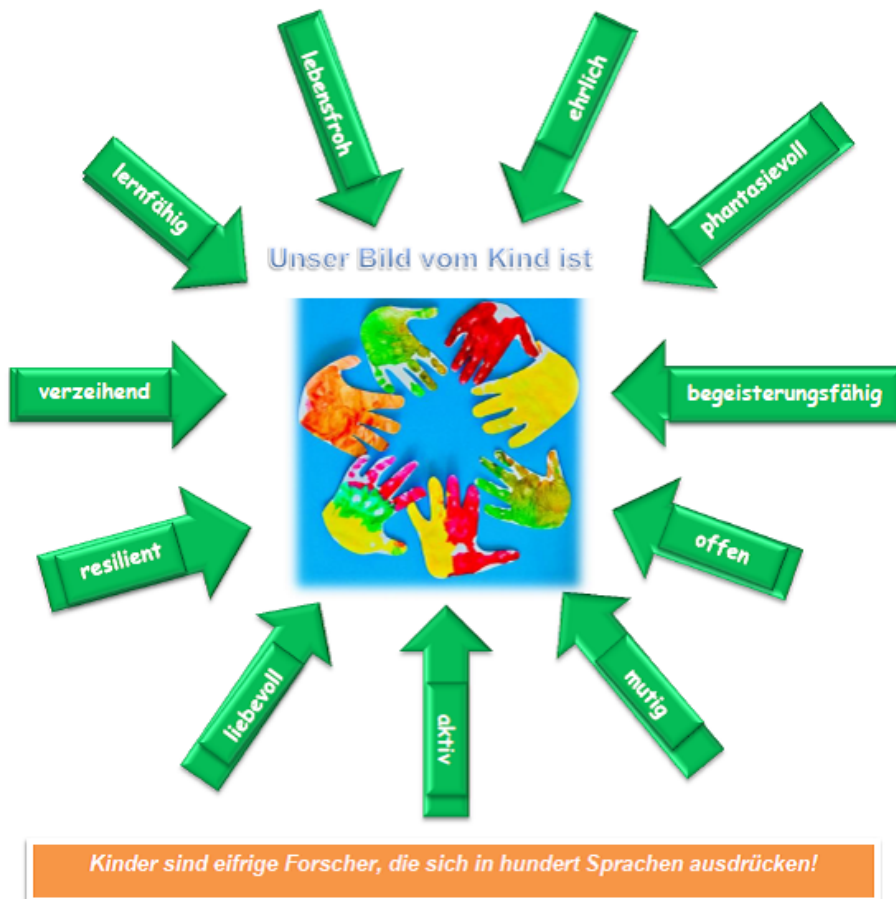 lebensfroh
ehrlich
lernfähig
phantasievoll
Unser Bild vom Kind ist
verzeihend
begeisterungsfähig
resilient
offen
liebevoll
aktiv
mutig
Kinder sind eifrige Forscher, die sich in hundert Sprachen ausdrücken!